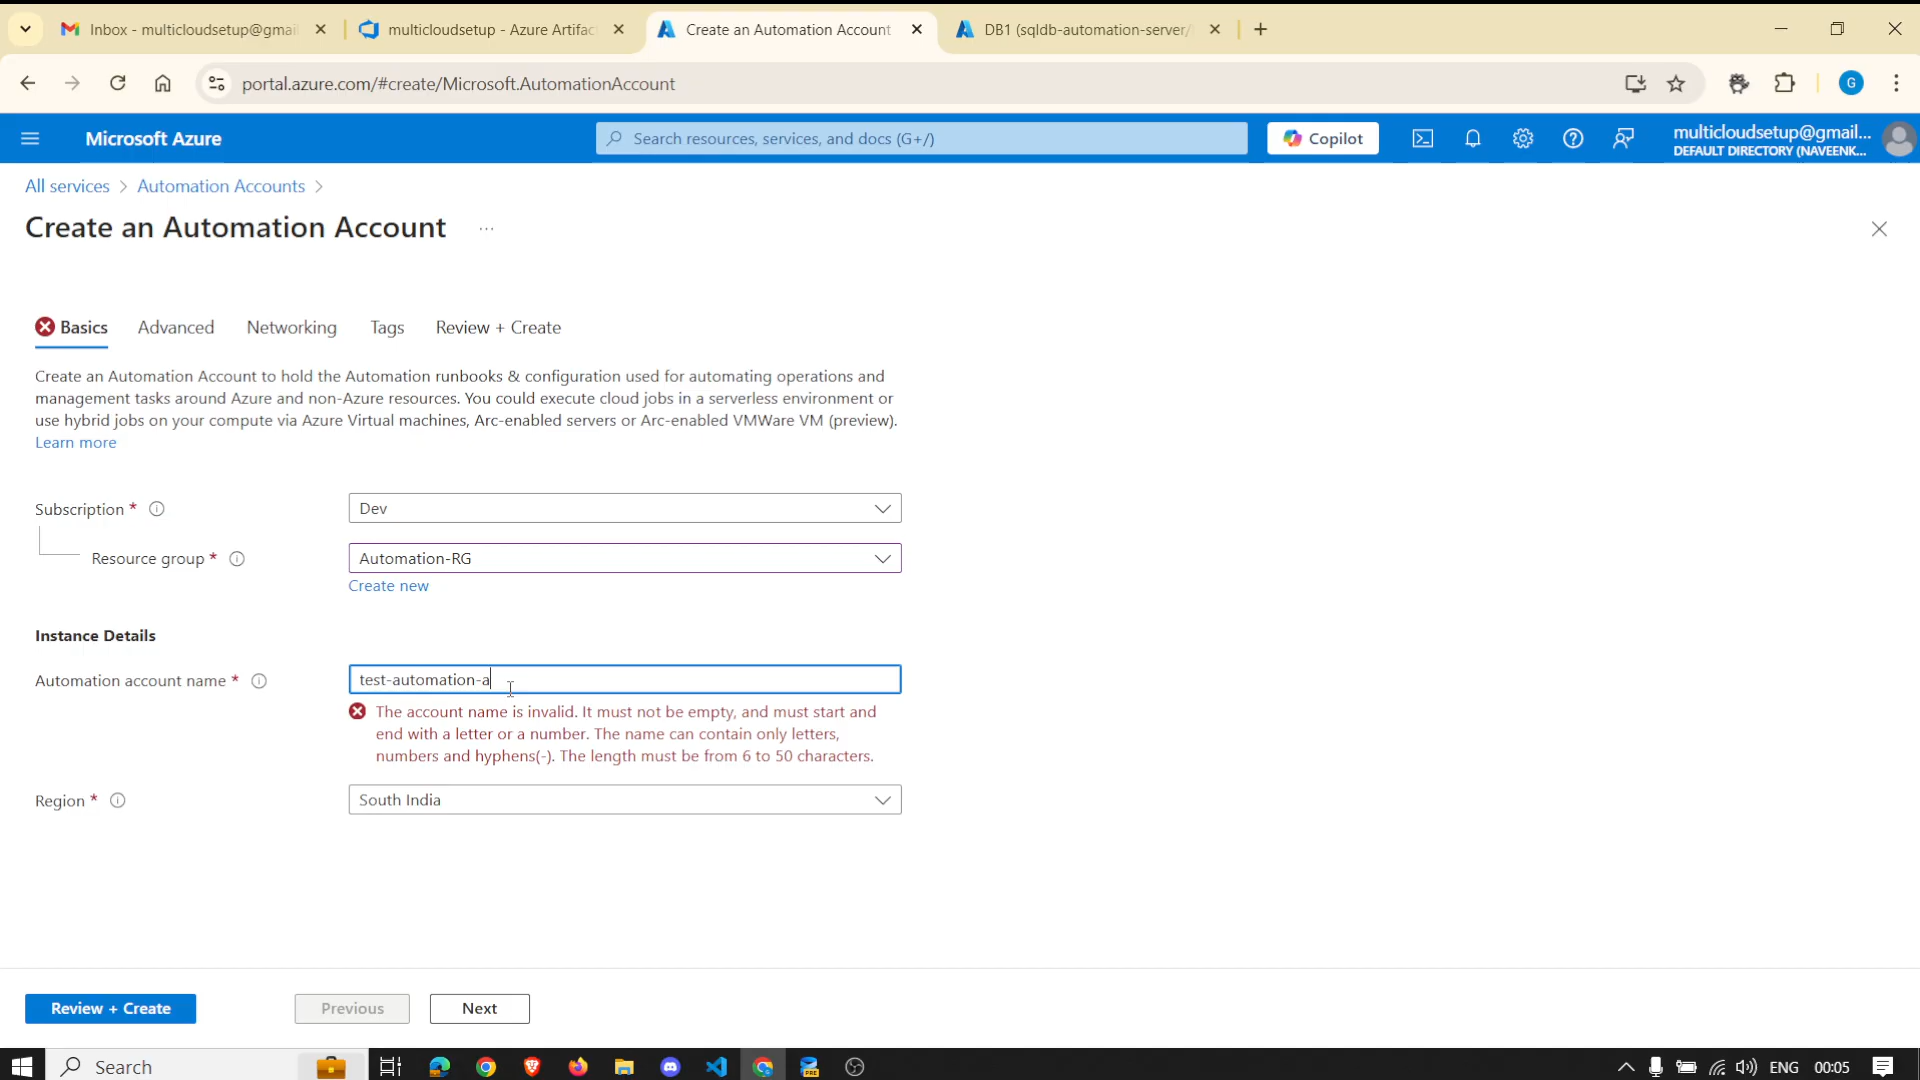 Inbox - multicloudsetup@gmai
multicloudsetup - Azure Artifac
Create an Automation Account
DB1 (sqldb-automation-server/
portal.azure.com/#create/Microsoft.AutomationAccount
G
Microsoft Azure
Search resources, services, and docs (G+/)
Copilot
multicloudsetup@gmail...
DEFAULT DIRECTORY (NAVEENK...
All services > Automation Accounts >
Create an Automation Account ...
Basics Advanced Networking Tags Review + Create
Create an Automation Account to hold the Automation runbooks & configuration used for automating operations and
management tasks around Azure and non-Azure resources. You could execute cloud jobs in a serverless environment or
use hybrid jobs on your compute via Azure Virtual machines, Arc-enabled servers or Arc-enabled VMWare VM (preview).
Learn more
Subscription * Dev
Resource group * Automation-RG
Create new
Instance Details
Automation account name * test-automation-a
The account name is invalid. It must not be empty, and must start and
end with a letter or a number. The name can contain only letters,
numbers and hyphens(-). The length must be from 6 to 50 characters.
Region * South India
Review + Create Previous Next
Search
PRE
ENG 00:05